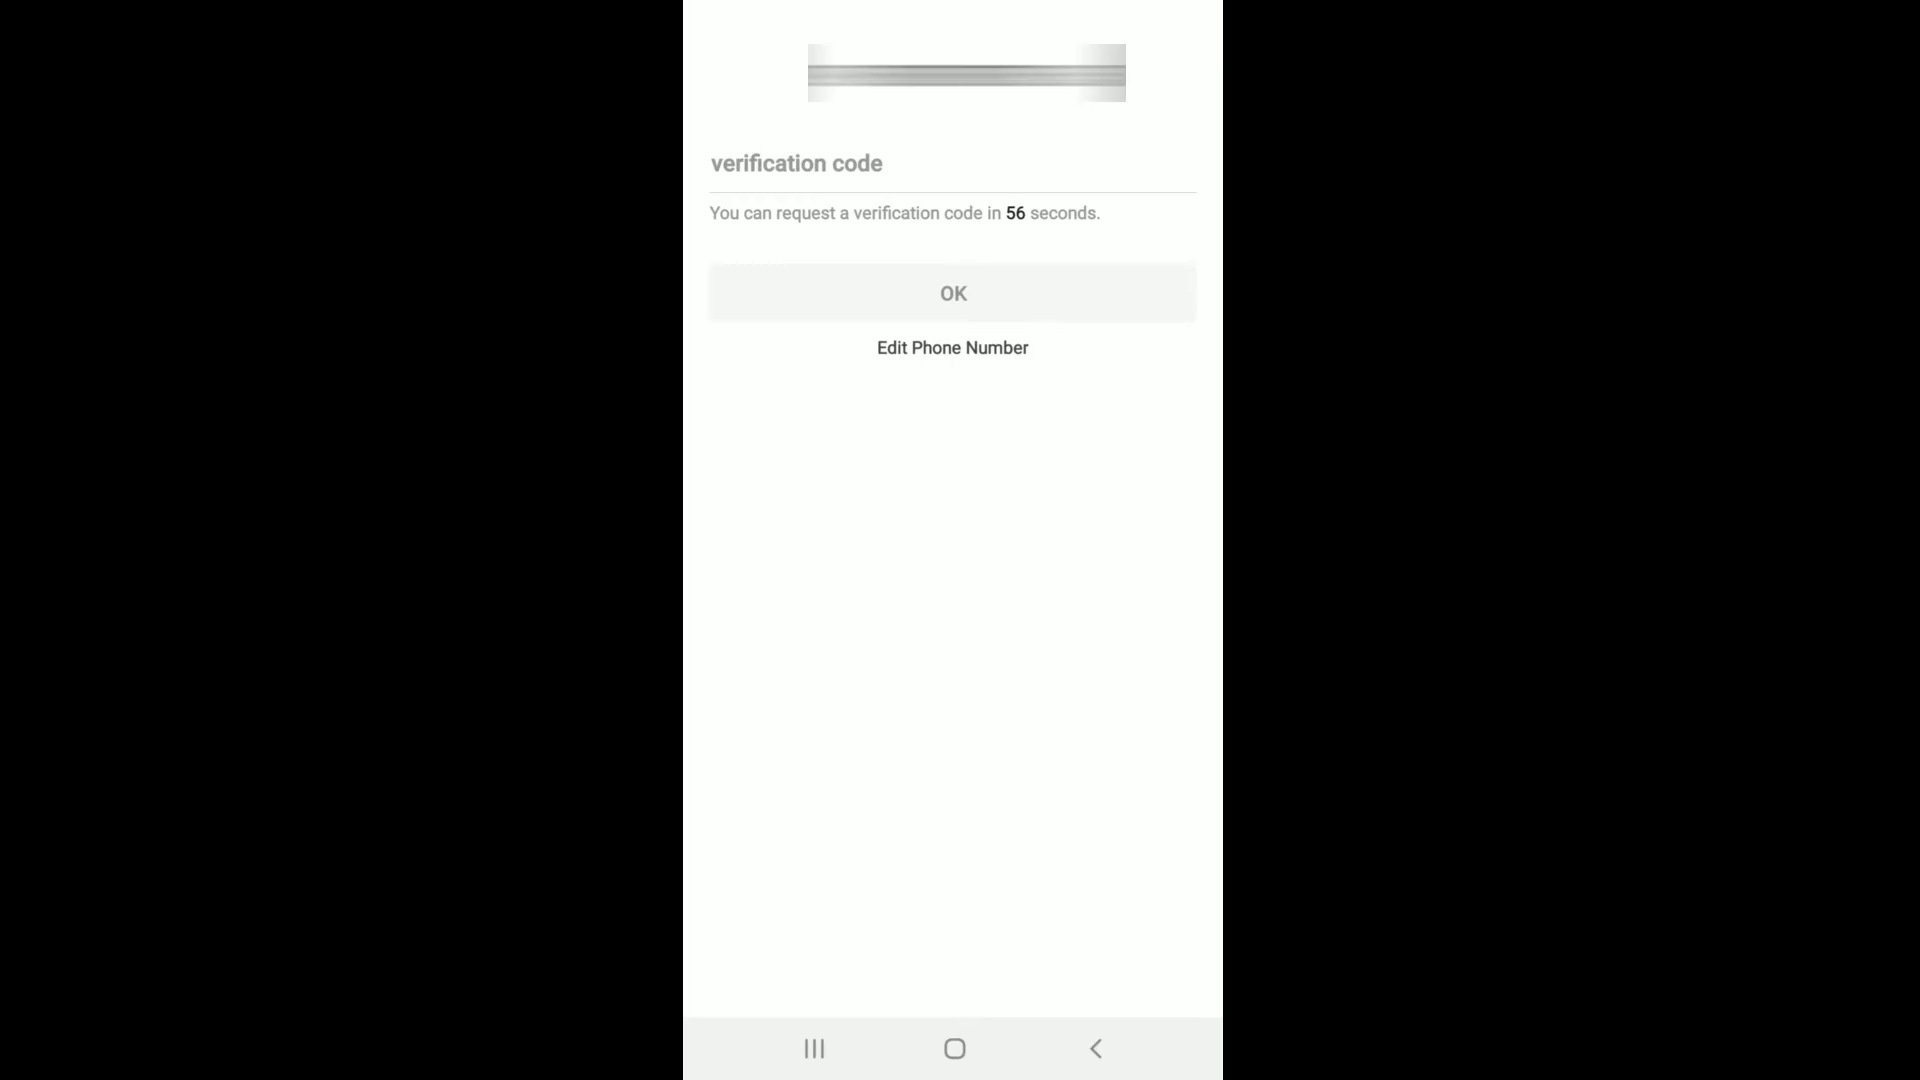 verification code
You can request a verification code in 56 seconds.
OK
Edit Phone Number